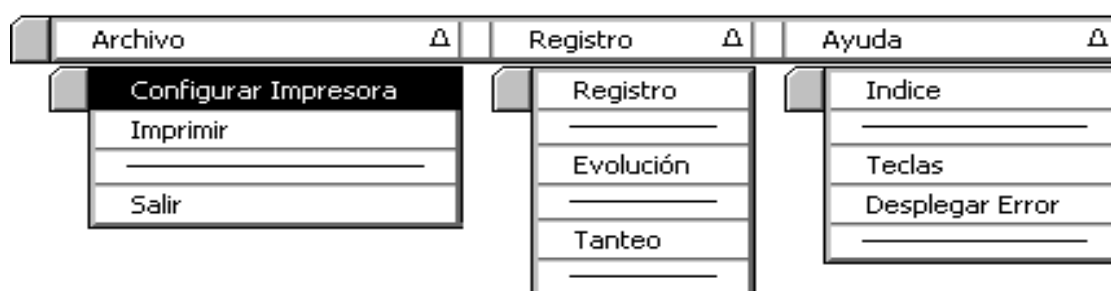 Archivo Registro Ayuda
Configurar Impresora Registro Indice
Imprimir
Evolución Teclas
Salir Desplegar Error
Tanteo